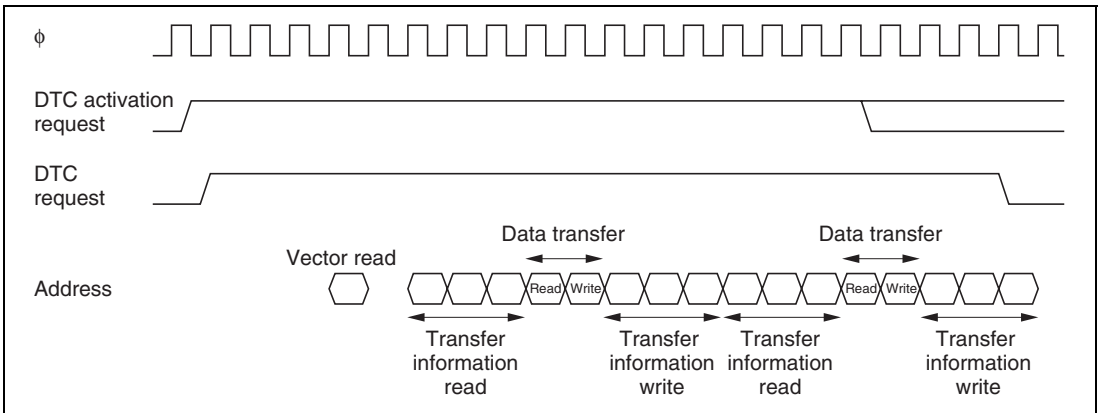 φ
DTC activation
request
DTC
request
Data transfer
Data transfer
Vector read
Address
Read
Write
Read
Write
Transfer
information
read
Transfer
information
write
Transfer
information
read
Transfer
information
write